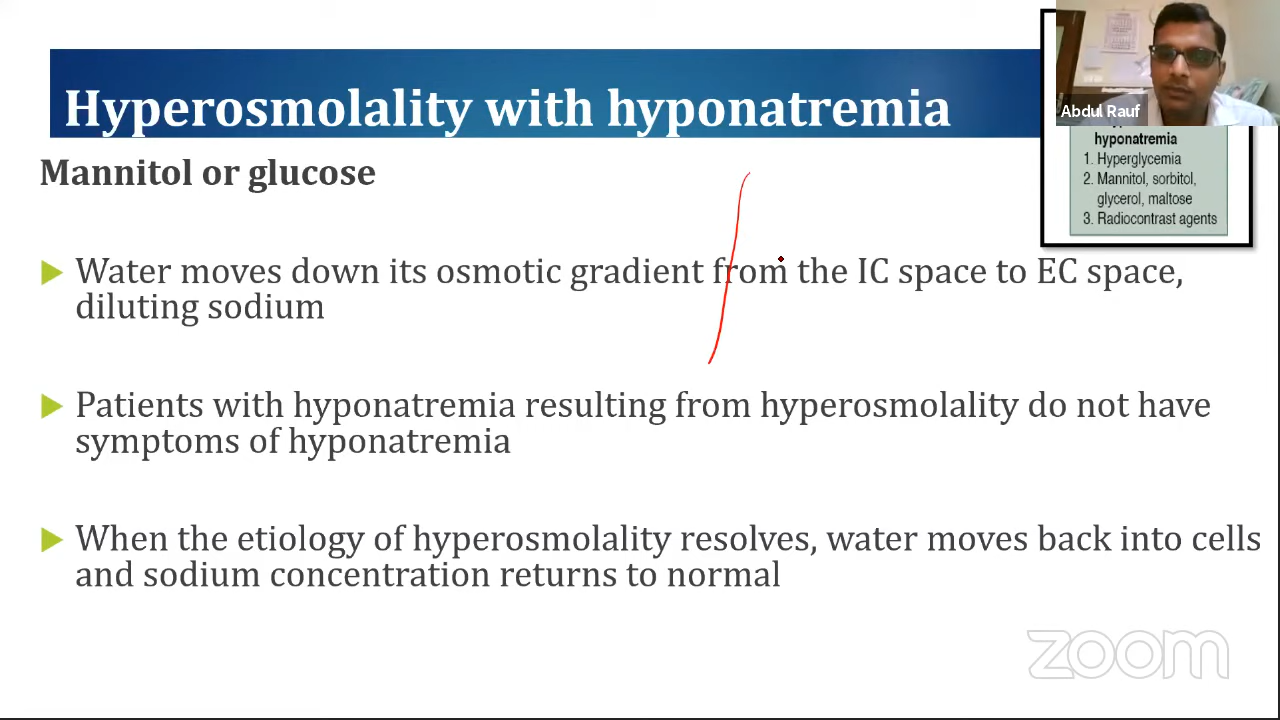 Hyperosmolality with hyponatremia
Abdul Rauf
hyponatremia
1. Hyperglycemia
2. Mannitol, sorbitol,
glycerol, maltose
3. Radiocontrast agents
Mannitol or glucose
Water moves down its osmotic gradient from the IC space to EC space,
diluting sodium
Patients with hyponatremia resulting from hyperosmolality do not have
symptoms of hyponatremia
When the etiology of hyperosmolality resolves, water moves back into cells
and sodium concentration returns to normal
zoom